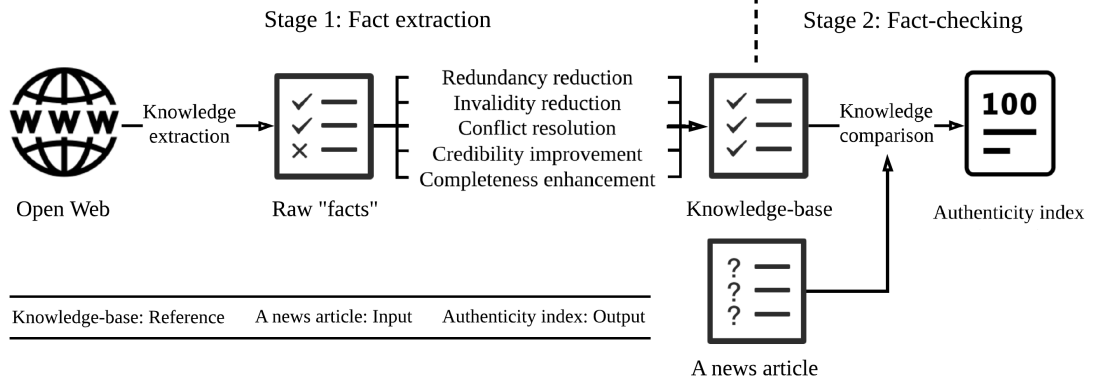 Stage 1: Fact extraction
Stage 2: Fact-checking
WWW
Knowledge
extraction
Redundancy reduction
Invalidity reduction
Conflict resolution
Credibility improvement
Completeness enhancement
Knowledge
comparison
100
Open Web
Raw "facts"
Knowledge-base
Authenticity index
? 
?
?
Knowledge-base: Reference
A news article: Input
Authenticity index: Output
A news article